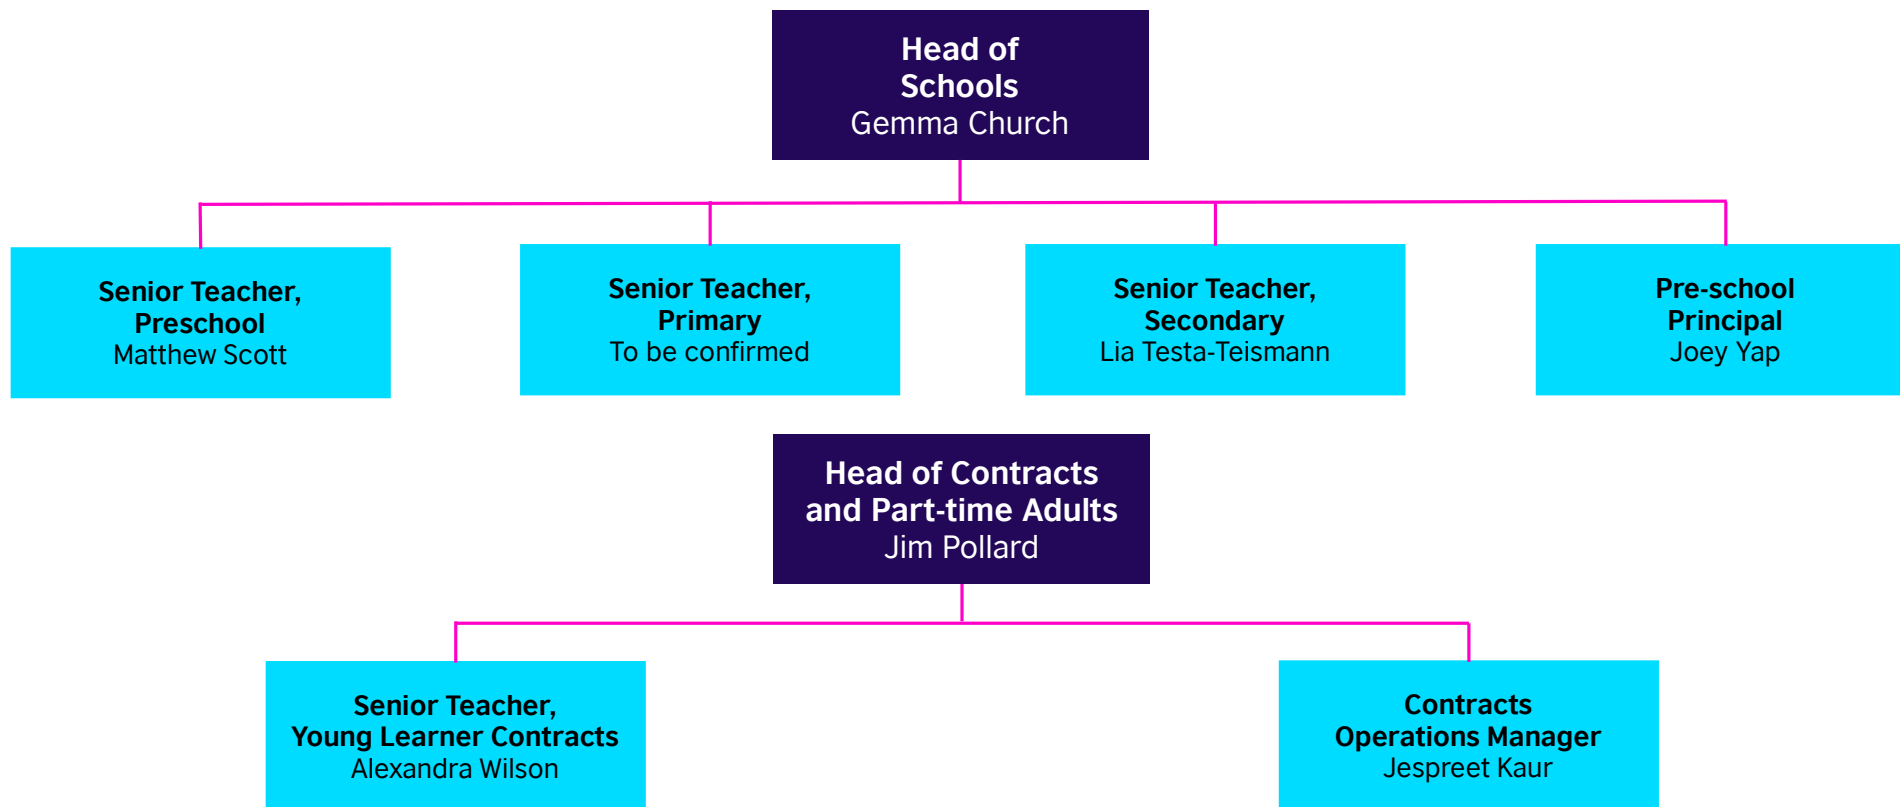 Head of
Schools
Gemma Church
Senior Teacher,
Preschool
Matthew Scott
Senior Teacher,
Primary
To be confirmed
Senior Teacher,
Secondary
Lia Testa-Teismann
Pre-school
Principal
Joey Yap
Head of Contracts
and Part-time Adults
Jim Pollard
Senior Teacher,
Young Learner Contracts
Alexandra Wilson
Contracts
Operations Manager
Jespreet Kaur